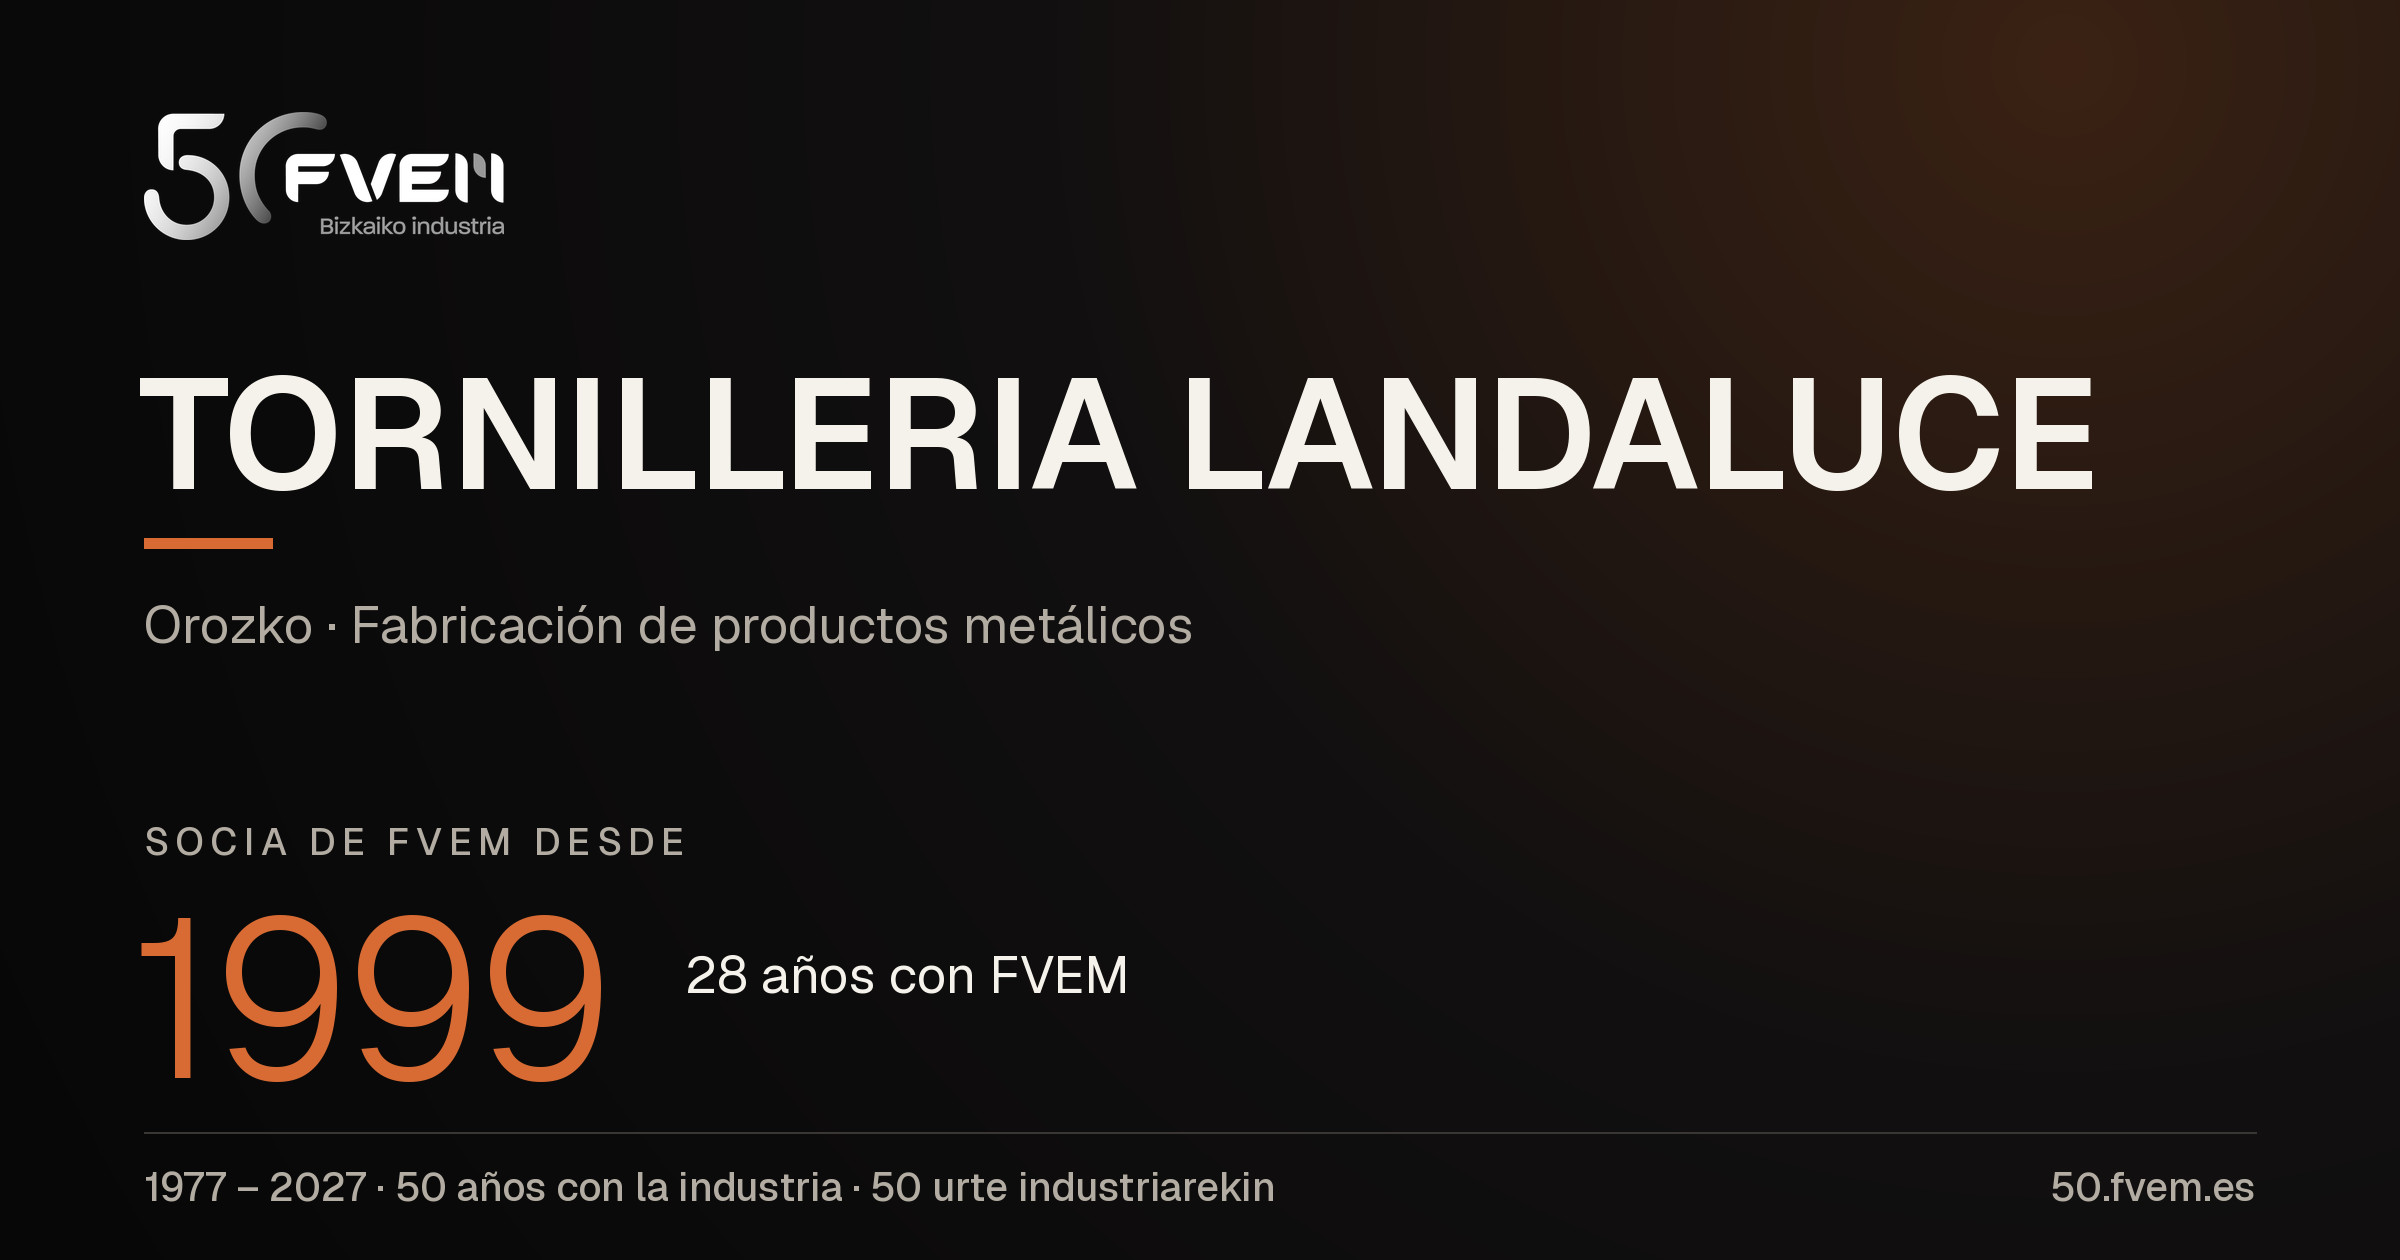 50 FVEM
Bizkaiko industria
TORNILLERIA LANDALUCE
Orozko · Fabricación de productos metálicos
SOCIA DE FVEM DESDE
1999
28 años con FVEM
1977 – 2027 · 50 años con la industria · 50 urte industriarekin
50.fvem.es